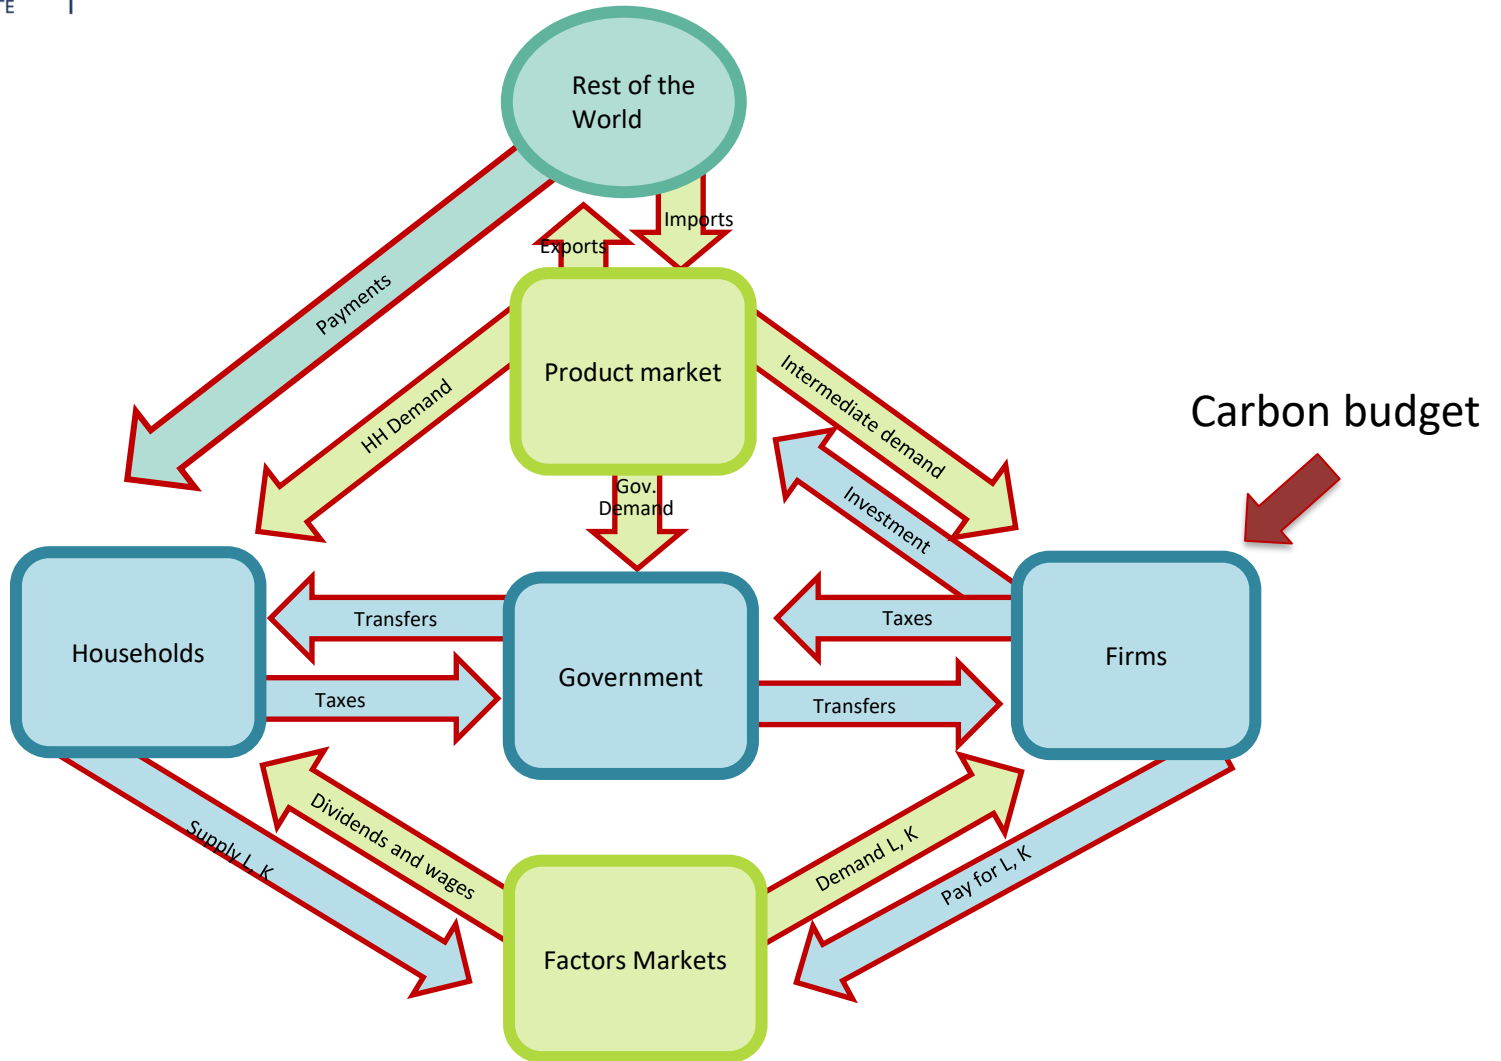 TE
Rest of the
World
Imports
Exports
Payments
Product market
HH Demand
Intermediate demand
Carbon budget
Gov.
Demand
Investment
Transfers
Taxes
Households
Government
Firms
Taxes
Transfers
Supply L, K
Dividends and wages
Demand L, K
Pay for L, K
Factors Markets